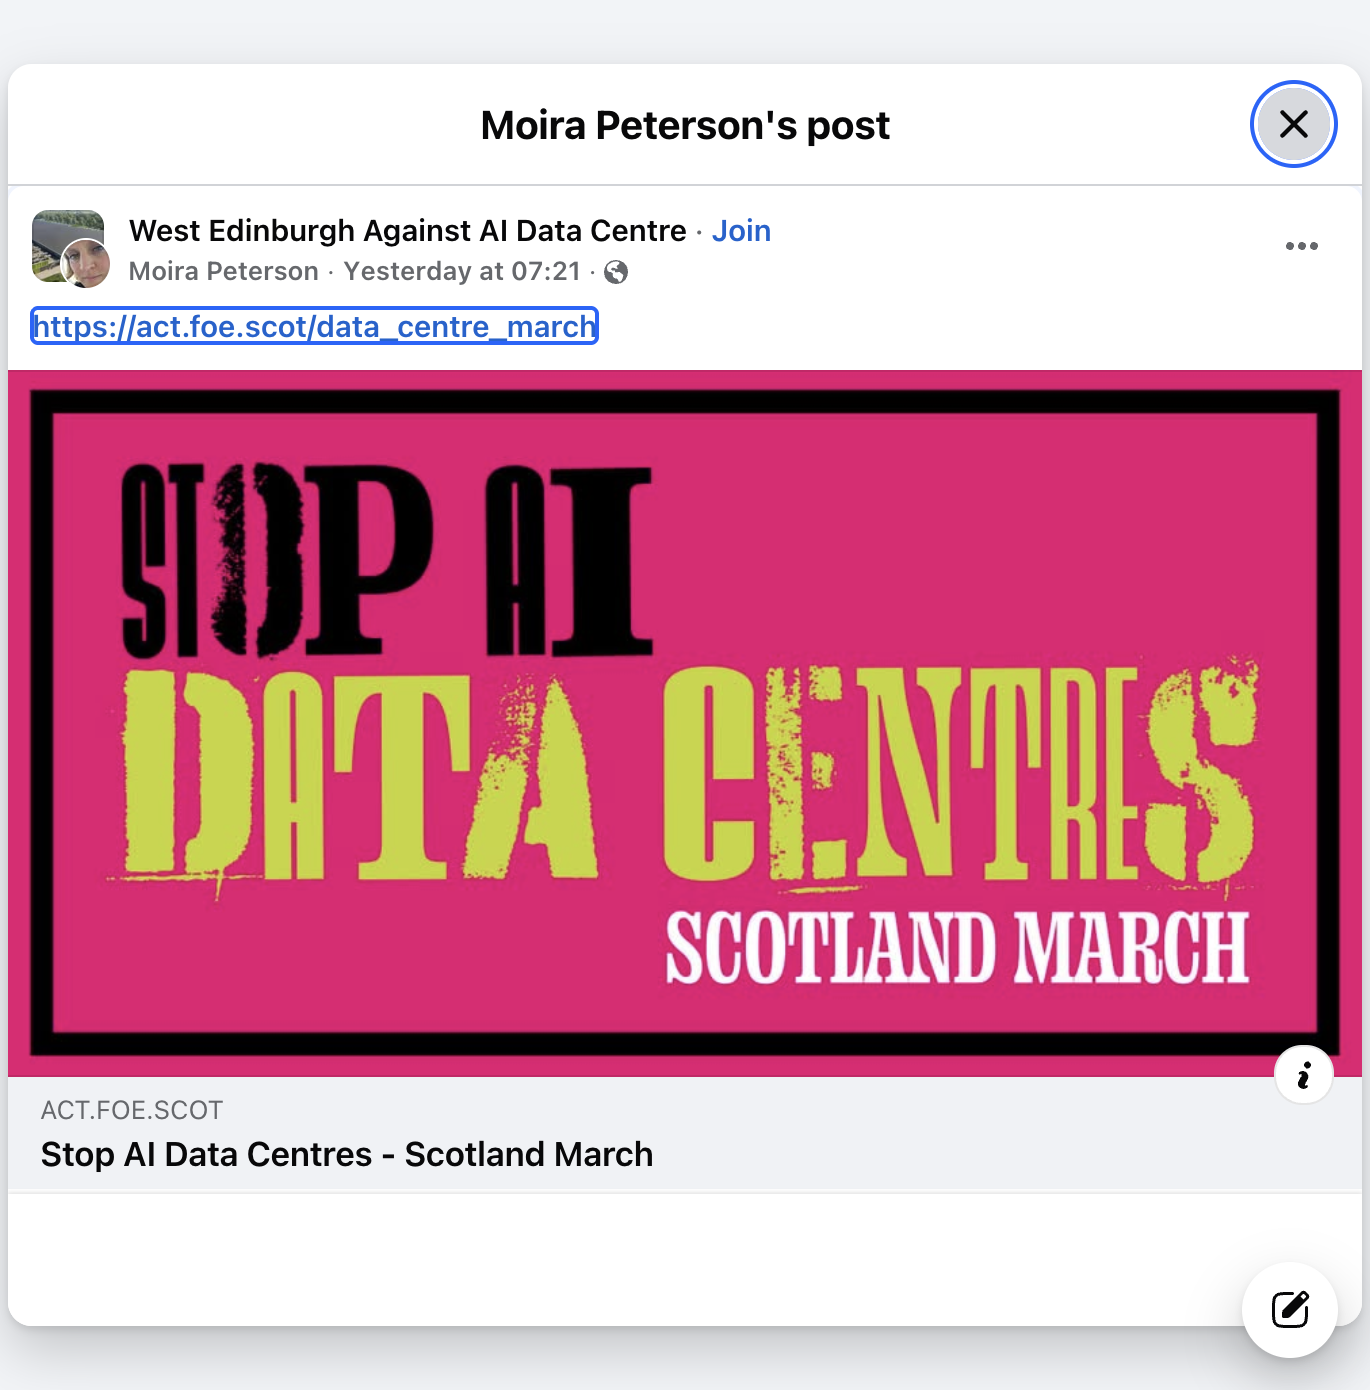 Moira Peterson's post
West Edinburgh Against AI Data Centre · Join
Moira Peterson · Yesterday at 07:21 ·
https://act.foe.scot/data_centre_march
STOP AI
DATA CENTRES
SCOTLAND MARCH
ACT.FOE.SCOT
Stop AI Data Centres - Scotland March